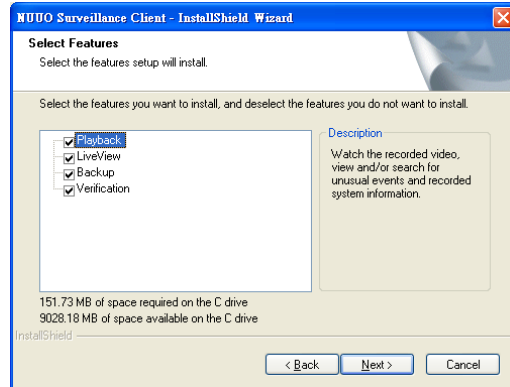 NUUO Surveillance Client - InstallShield Wizard
Select Features
Select the features setup will install.
Select the features you want to install, and deselect the features you do not want to install.
Playback
LiveView
Backup
Verification
Description
Watch the recorded video,
view and/or search for
unusual events and recorded
system information.
151.73 MB of space required on the C drive
9028.18 MB of space available on the C drive
InstallShield
< Back
Next >
Cancel